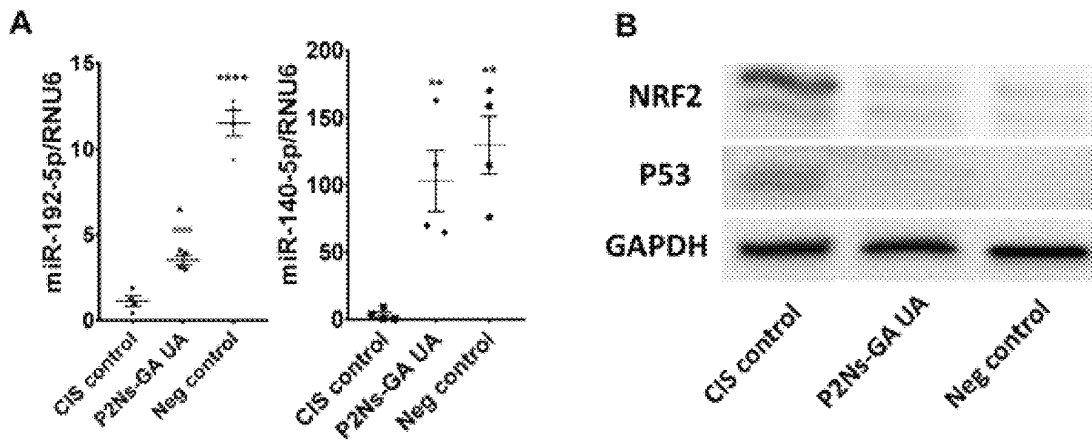 A
miR-192-5p/RNU6
15
10
5
0
****
*
CIS control
P2Ns-GA UA
Neg control
miR-140-5p/RNU6
200
150
100
50
0
**
**
CIS control
P2Ns-GA UA
Neg control
B
NRF2
P53
GAPDH
CIS control
P2Ns-GA UA
Neg control